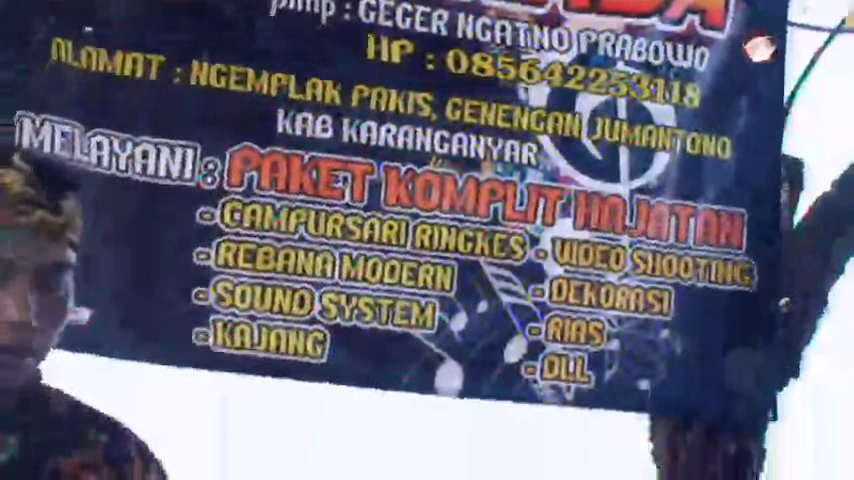 pimp : GEGER NGATNO PRABOWO
HP : 085642253118
ALAMAT : NGEMPLAK PAKIS, GENENGAN JUMANTONO
KAB KARANGANYAR
MELAYANI : PAKET KOMPLIT HAJATAN
- CAMPURSARI RINGKES
- REBANA MODERN
- SOUND SYSTEM
- KAJANG
- VIDEO SHOOTING
- DEKORASI
- RIAS
- DLL